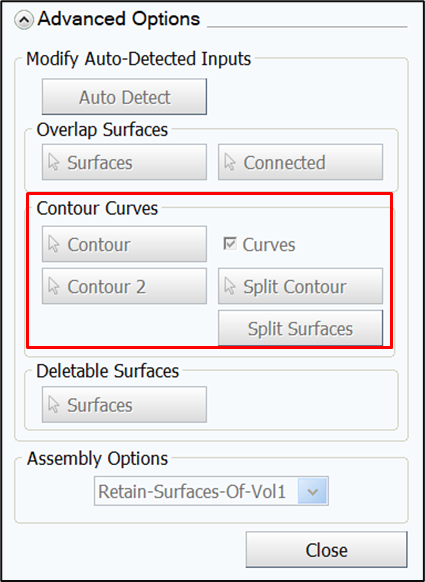 Advanced Options
Modify Auto-Detected Inputs
Auto Detect
Overlap Surfaces
Surfaces Connected
Contour Curves
Contour Curves
Contour 2 Split Contour
Split Surfaces
Deletable Surfaces
Surfaces
Assembly Options
Retain-Surfaces-Of-Vol1
Close